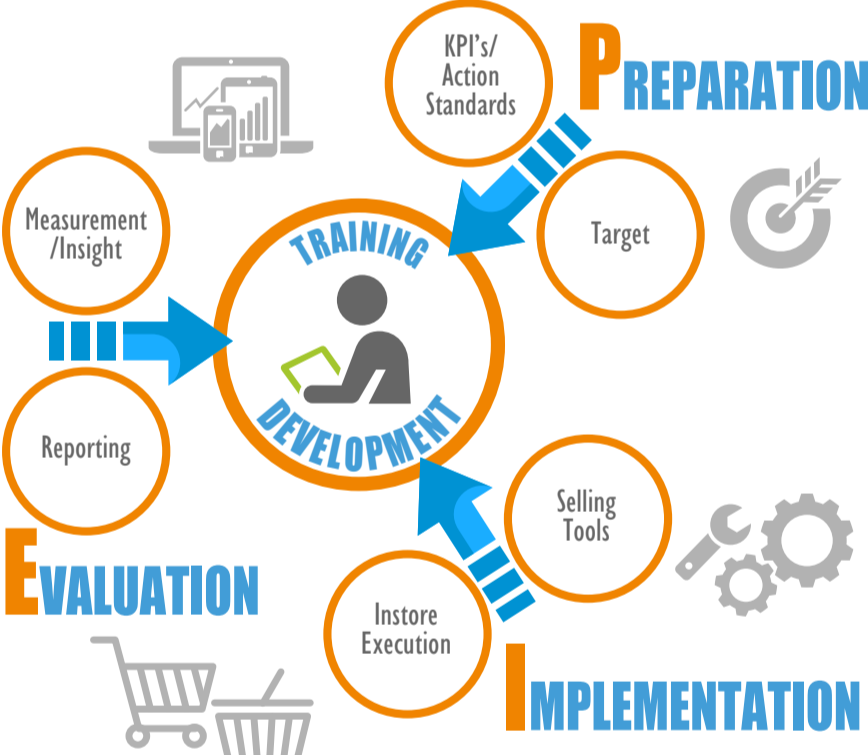 KPI's/
Action
Standards
PREPARATION
Target
Measurement
/Insight
TRAINING
DEVELOPMENT
Reporting
EVALUATION
Selling
Tools
Instore
Execution
IMPLEMENTATION